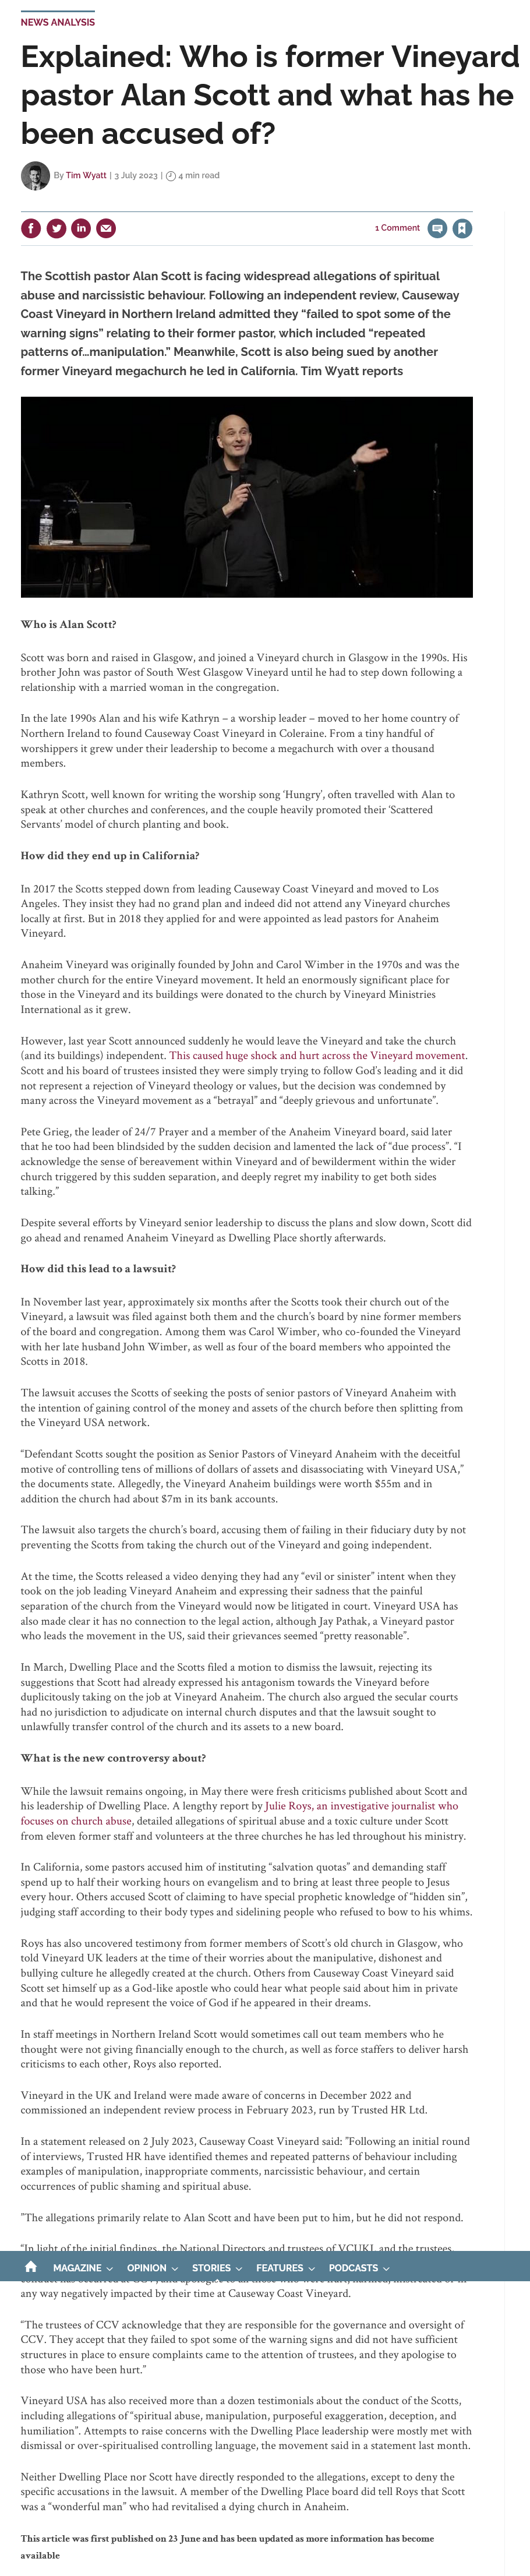 NEWS ANALYSIS
Explained: Who is former Vineyard
pastor Alan Scott and what has he
been accused of?
By Tim Wyatt | 3 July 2023 | 4 min read
1 Comment
The Scottish pastor Alan Scott is facing widespread allegations of spiritual
abuse and narcissistic behaviour. Following an independent review, Causeway
Coast Vineyard in Northern Ireland admitted they “failed to spot some of the
warning signs” relating to their former pastor, which included “repeated
patterns of…manipulation.” Meanwhile, Scott is also being sued by another
former Vineyard megachurch he led in California. Tim Wyatt reports
Who is Alan Scott?
Scott was born and raised in Glasgow, and joined a Vineyard church in Glasgow in the 1990s. His
brother John was pastor of South West Glasgow Vineyard until he had to step down following a
relationship with a married woman in the congregation.
In the late 1990s Alan and his wife Kathryn – a worship leader – moved to her home country of
Northern Ireland to found Causeway Coast Vineyard in Coleraine. From a tiny handful of
worshippers it grew under their leadership to become a megachurch with over a thousand
members.
Kathryn Scott, well known for writing the worship song ‘Hungry’, often travelled with Alan to
speak at other churches and conferences, and the couple heavily promoted their ‘Scattered
Servants’ model of church planting and book.
How did they end up in California?
In 2017 the Scotts stepped down from leading Causeway Coast Vineyard and moved to Los
Angeles. They insist they had no grand plan and indeed did not attend any Vineyard churches
locally at first. But in 2018 they applied for and were appointed as lead pastors for Anaheim
Vineyard.
Anaheim Vineyard was originally founded by John and Carol Wimber in the 1970s and was the
mother church for the entire Vineyard movement. It held an enormously significant place for
those in the Vineyard and its buildings were donated to the church by Vineyard Ministries
International as it grew.
However, last year Scott announced suddenly he would leave the Vineyard and take the church
(and its buildings) independent. This caused huge shock and hurt across the Vineyard movement.
Scott and his board of trustees insisted they were simply trying to follow God’s leading and it did
not represent a rejection of Vineyard theology or values, but the decision was condemned by
many across the Vineyard movement as a “betrayal” and “deeply grievous and unfortunate”.
Pete Grieg, the leader of 24/7 Prayer and a member of the Anaheim Vineyard board, said later
that he too had been blindsided by the sudden decision and lamented the lack of “due process”. “I
acknowledge the sense of bereavement within Vineyard and of bewilderment within the wider
church triggered by this sudden separation, and deeply regret my inability to get both sides
talking.”
Despite several efforts by Vineyard senior leadership to discuss the plans and slow down, Scott did
go ahead and renamed Anaheim Vineyard as Dwelling Place shortly afterwards.
How did this lead to a lawsuit?
In November last year, approximately six months after the Scotts took their church out of the
Vineyard, a lawsuit was filed against both them and the church’s board by nine former members
of the board and congregation. Among them was Carol Wimber, who co-founded the Vineyard
with her late husband John Wimber, as well as four of the board members who appointed the
Scotts in 2018.
The lawsuit accuses the Scotts of seeking the posts of senior pastors of Vineyard Anaheim with
the intention of gaining control of the money and assets of the church before then splitting from
the Vineyard USA network.
“Defendant Scotts sought the position as Senior Pastors of Vineyard Anaheim with the deceitful
motive of controlling tens of millions of dollars of assets and disassociating with Vineyard USA,”
the documents state. Allegedly, the Vineyard Anaheim buildings were worth $55m and in
addition the church had about $7m in its bank accounts.
The lawsuit also targets the church’s board, accusing them of failing in their fiduciary duty by not
preventing the Scotts from taking the church out of the Vineyard and going independent.
At the time, the Scotts released a video denying they had any “evil or sinister” intent when they
took on the job leading Vineyard Anaheim and expressing their sadness that the painful
separation of the church from the Vineyard would now be litigated in court. Vineyard USA has
also made clear it has no connection to the legal action, although Jay Pathak, a Vineyard pastor
who leads the movement in the US, said their grievances seemed “pretty reasonable”.
In March, Dwelling Place and the Scotts filed a motion to dismiss the lawsuit, rejecting its
suggestions that Scott had already expressed his antagonism towards the Vineyard before
duplicitously taking on the job at Vineyard Anaheim. The church also argued the secular courts
had no jurisdiction to adjudicate on internal church disputes and that the lawsuit sought to
unlawfully transfer control of the church and its assets to a new board.
What is the new controversy about?
While the lawsuit remains ongoing, in May there were fresh criticisms published about Scott and
his leadership of Dwelling Place. A lengthy report by Julie Roys, an investigative journalist who
focuses on church abuse, detailed allegations of spiritual abuse and a toxic culture under Scott
from eleven former staff and volunteers at the three churches he has led throughout his ministry.
In California, some pastors accused him of instituting “salvation quotas” and demanding staff
spend up to half their working hours on evangelism and to bring at least three people to Jesus
every hour. Others accused Scott of claiming to have special prophetic knowledge of “hidden sin”,
judging staff according to their body types and sidelining people who refused to bow to his whims.
Roys has also uncovered testimony from former members of Scott’s old church in Glasgow, who
told Vineyard UK leaders at the time of their worries about the manipulative, dishonest and
bullying culture he allegedly created at the church. Others from Causeway Coast Vineyard said
Scott set himself up as a God-like apostle who could hear what people said about him in private
and that he would represent the voice of God if he appeared in their dreams.
In staff meetings in Northern Ireland Scott would sometimes call out team members who he
thought were not giving financially enough to the church, as well as force staffers to deliver harsh
criticisms to each other, Roys also reported.
Vineyard in the UK and Ireland were made aware of concerns in December 2022 and
commissioned an independent review process in February 2023, run by Trusted HR Ltd.
In a statement released on 2 July 2023, Causeway Coast Vineyard said: ”Following an initial round
of interviews, Trusted HR have identified themes and repeated patterns of behaviour including
examples of manipulation, inappropriate comments, narcissistic behaviour, and certain
occurrences of public shaming and spiritual abuse.
”The allegations primarily relate to Alan Scott and have been put to him, but he did not respond.
“In light of the initial findings, the National Directors and trustees of VCUKI, and the trustees
MAGAZINE OPINION STORIES FEATURES PODCASTS
any way negatively impacted by their time at Causeway Coast Vineyard.
“The trustees of CCV acknowledge that they are responsible for the governance and oversight of
CCV. They accept that they failed to spot some of the warning signs and did not have sufficient
structures in place to ensure complaints came to the attention of trustees, and they apologise to
those who have been hurt.”
Vineyard USA has also received more than a dozen testimonials about the conduct of the Scotts,
including allegations of “spiritual abuse, manipulation, purposeful exaggeration, deception, and
humiliation”. Attempts to raise concerns with the Dwelling Place leadership were mostly met with
dismissal or over-spiritualised controlling language, the movement said in a statement last month.
Neither Dwelling Place nor Scott have directly responded to the allegations, except to deny the
specific accusations in the lawsuit. A member of the Dwelling Place board did tell Roys that Scott
was a “wonderful man” who had revitalised a dying church in Anaheim.
This article was first published on 23 June and has been updated as more information has become
available